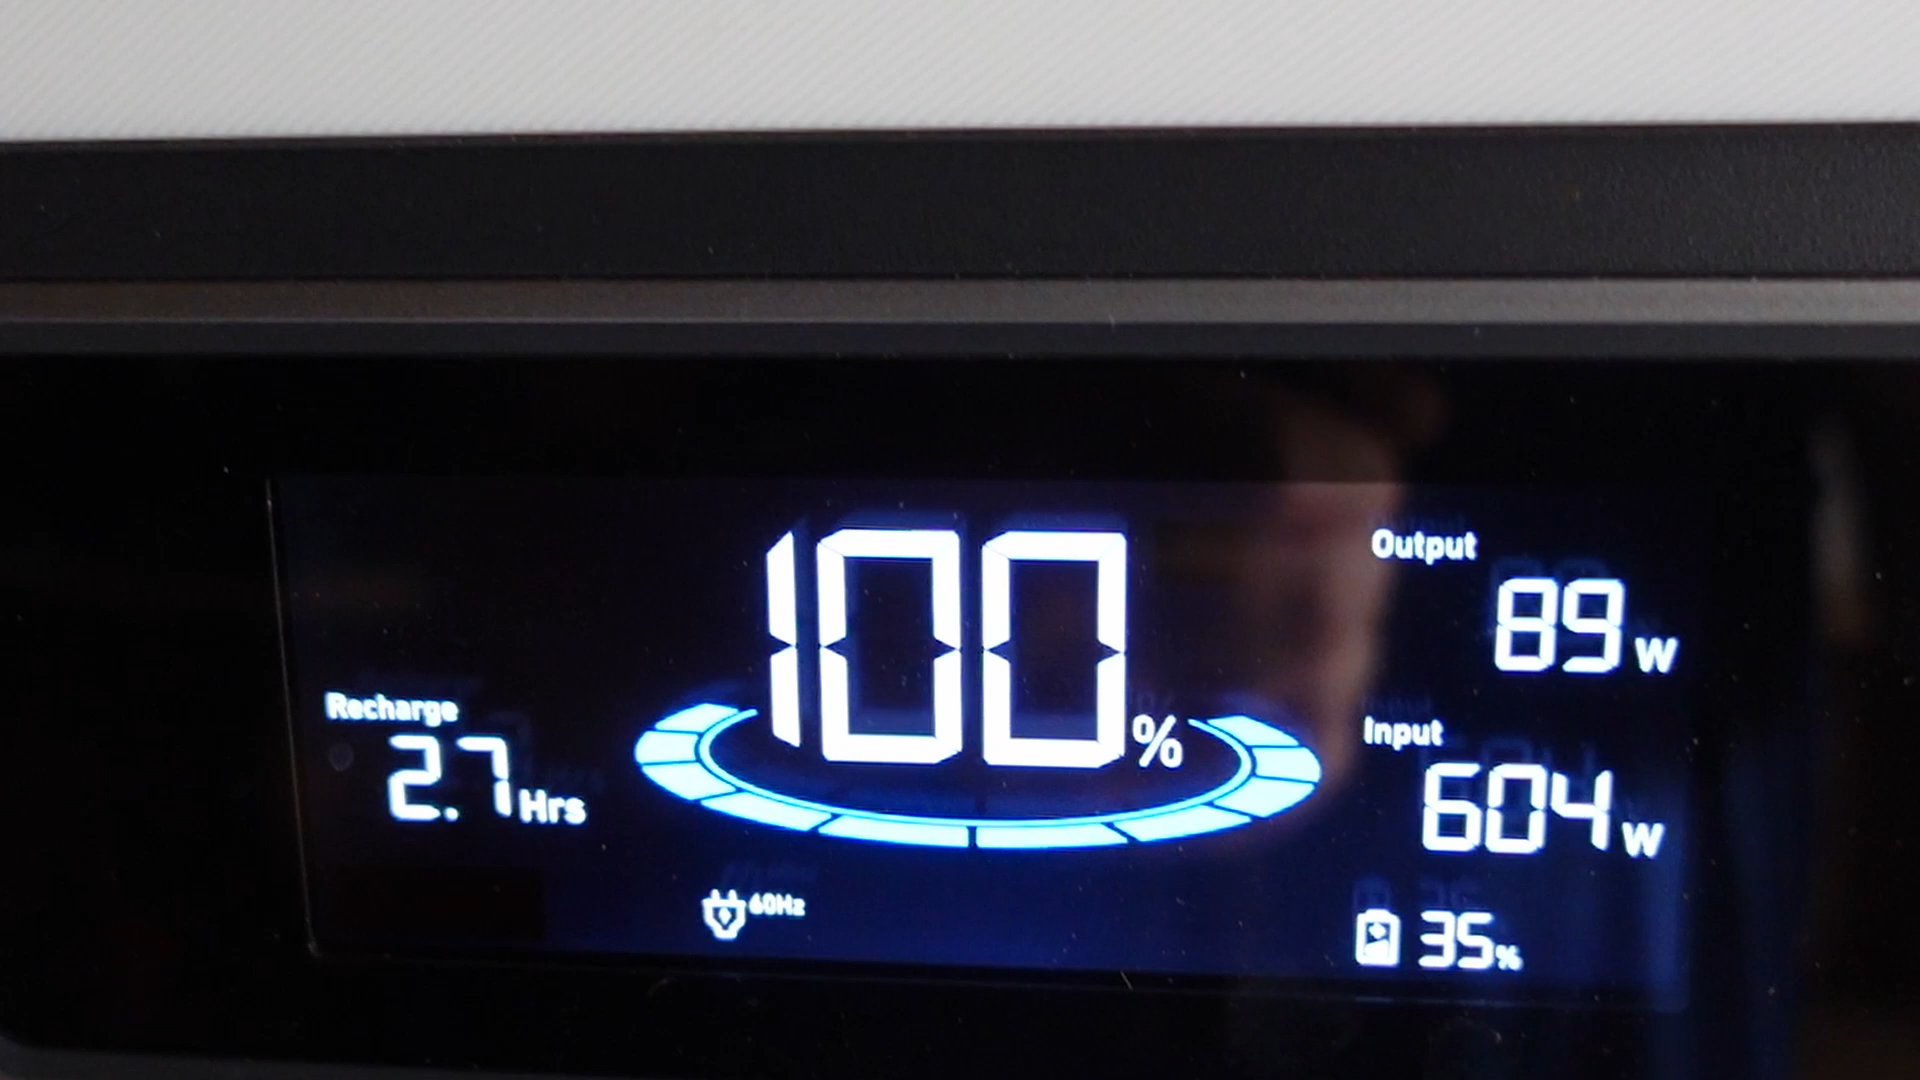 Output
89 W
100 %
Recharge
2.7 Hrs
Input
604 W
60Hz
35 %